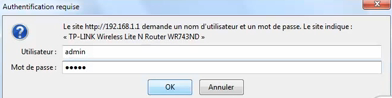 Authentification requise
Le site http://192.168.1.1 demande un nom d'utilisateur et un mot de passe. Le site indique :
« TP-LINK Wireless Lite N Router WR743ND »
Utilisateur : admin
Mot de passe : •••••
OK Annuler